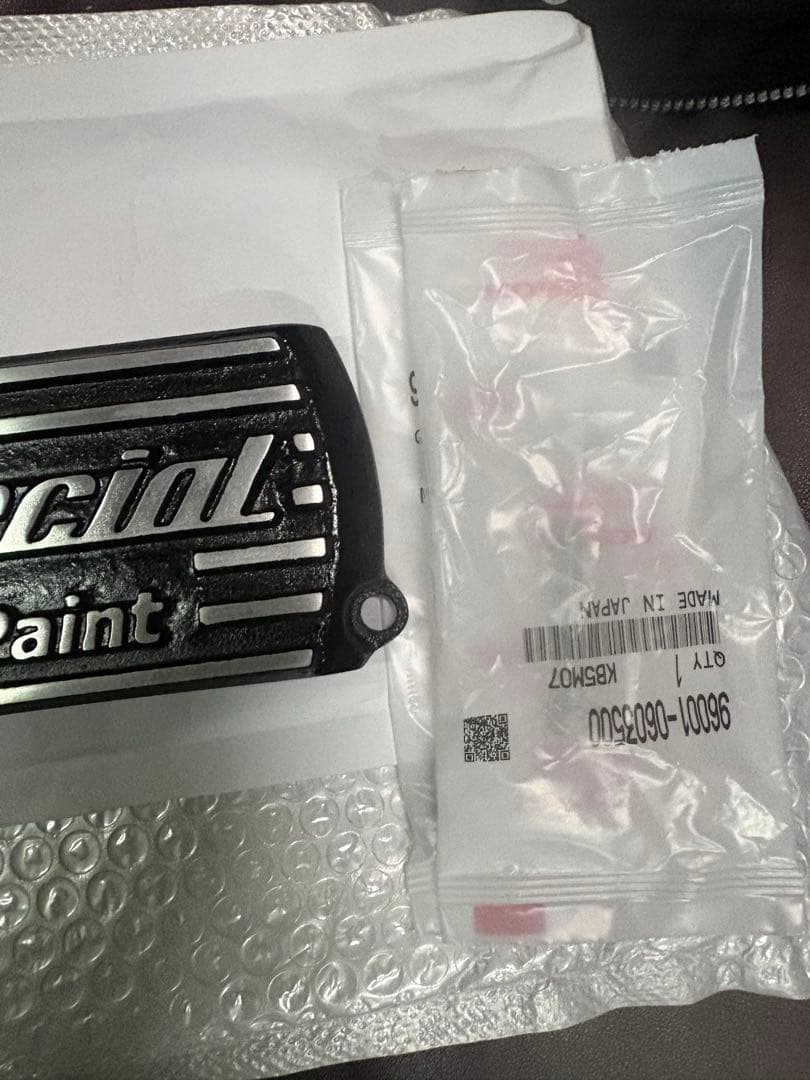 ecial
Paint
96001-0603500
QTY 1 KB5M07
MADE IN JAPAN